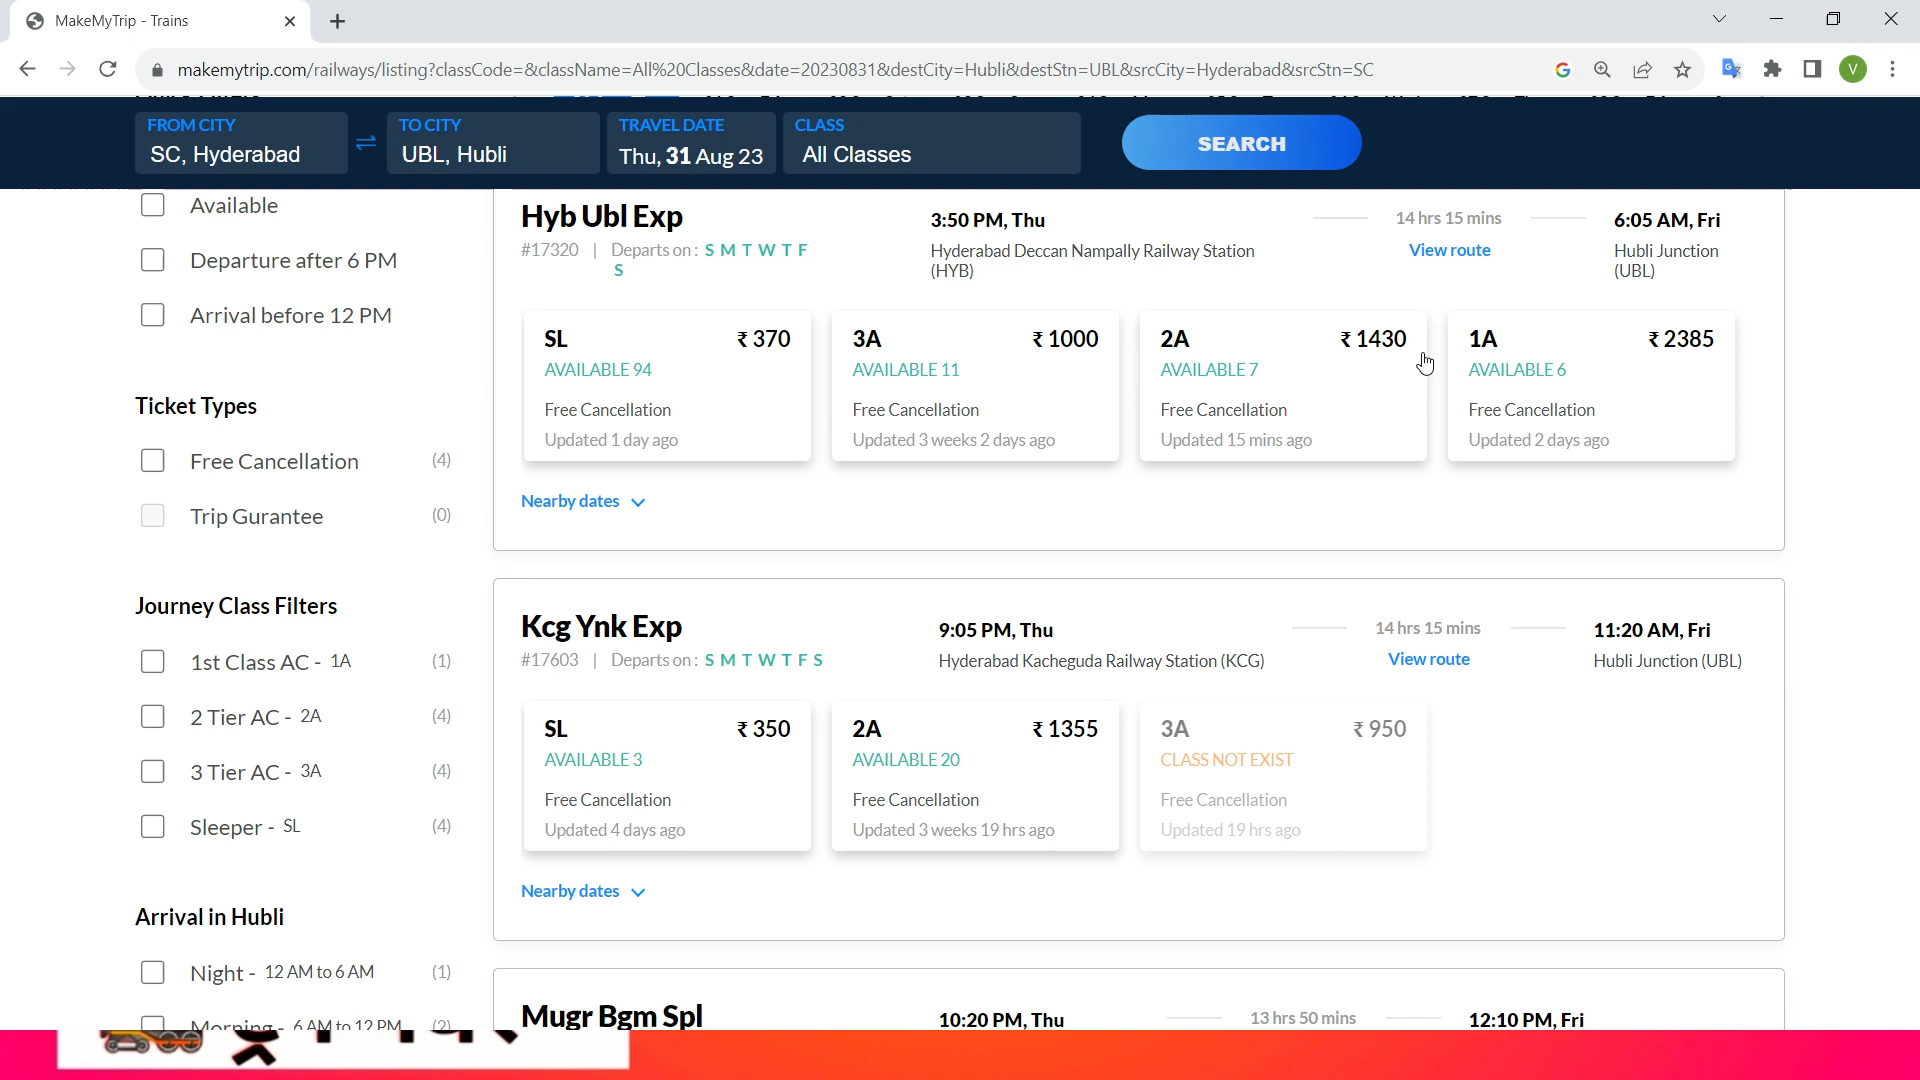 MakeMyTrip - Trains
makemytrip.com/railways/listing?classCode=&className=All%20Classes&date=20230831&destCity=Hubli&destStn=UBL&srcCity=Hyderabad&srcStn=SC
V
FROM CITY
SC, Hyderabad
TO CITY
UBL, Hubli
TRAVEL DATE
Thu, 31 Aug 23
CLASS
All Classes
SEARCH
Available
Departure after 6 PM
Arrival before 12 PM
Ticket Types
Free Cancellation (4)
Trip Gurantee (0)
Journey Class Filters
1st Class AC - 1A (1)
2 Tier AC - 2A (4)
3 Tier AC - 3A (4)
Sleeper - SL (4)
Arrival in Hubli
Night - 12 AM to 6 AM (1)
Morning - 6 AM to 12 PM (2)
Hyb Ubl Exp
#17320 | Departs on : S M T W T F
S
3:50 PM, Thu
Hyderabad Deccan Nampally Railway Station
(HYB)
14 hrs 15 mins
View route
6:05 AM, Fri
Hubli Junction
(UBL)
SL ₹ 370
AVAILABLE 94
Free Cancellation
Updated 1 day ago
3A ₹ 1000
AVAILABLE 11
Free Cancellation
Updated 3 weeks 2 days ago
2A ₹ 1430
AVAILABLE 7
Free Cancellation
Updated 15 mins ago
1A ₹ 2385
AVAILABLE 6
Free Cancellation
Updated 2 days ago
Nearby dates
Kcg Ynk Exp
#17603 | Departs on : S M T W T F S
9:05 PM, Thu
Hyderabad Kacheguda Railway Station (KCG)
14 hrs 15 mins
View route
11:20 AM, Fri
Hubli Junction (UBL)
SL ₹ 350
AVAILABLE 3
Free Cancellation
Updated 4 days ago
2A ₹ 1355
AVAILABLE 20
Free Cancellation
Updated 3 weeks 19 hrs ago
3A ₹ 950
CLASS NOT EXIST
Free Cancellation
Updated 19 hrs ago
Nearby dates
Mugr Bgm Spl
10:20 PM, Thu
13 hrs 50 mins
12:10 PM, Fri